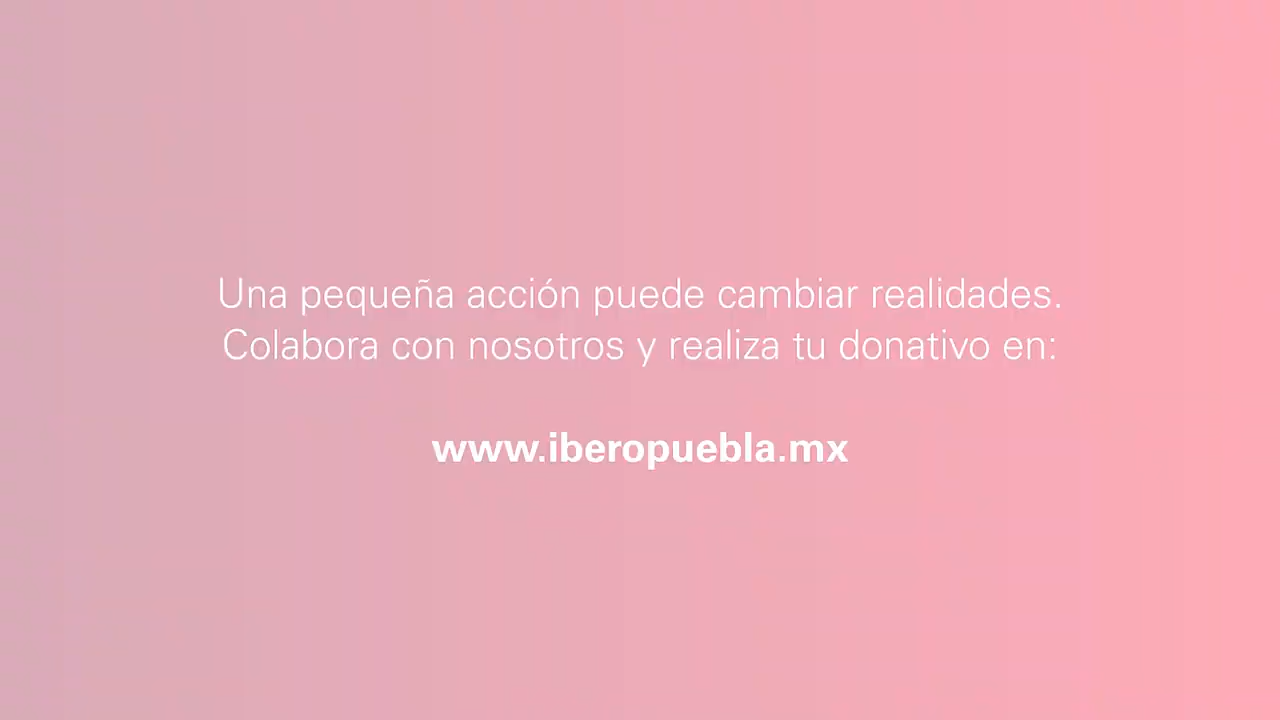 Una pequeña acción puede cambiar realidades.
Colabora con nosotros y realiza tu donativo en:
www.iberopuebla.mx